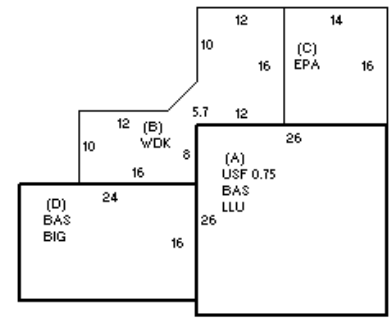 12
14
10
(C)
EPA
16
16
5.7
12
12
(B)
WDK
10
26
8
16
(A)
USF 0.75
BAS
LLU
24
(D)
BAS
BIG
26
16